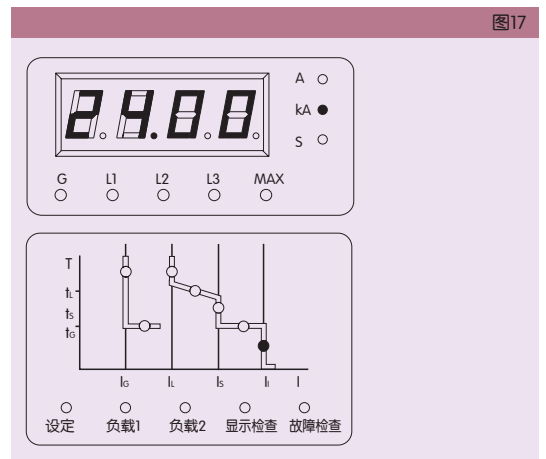 图17
24.00
A
kA
S
G L1 L2 L3 MAX
T
tL
tS
tG
IG IL IS II I
设定 负载1 负载2 显示检查 故障检查